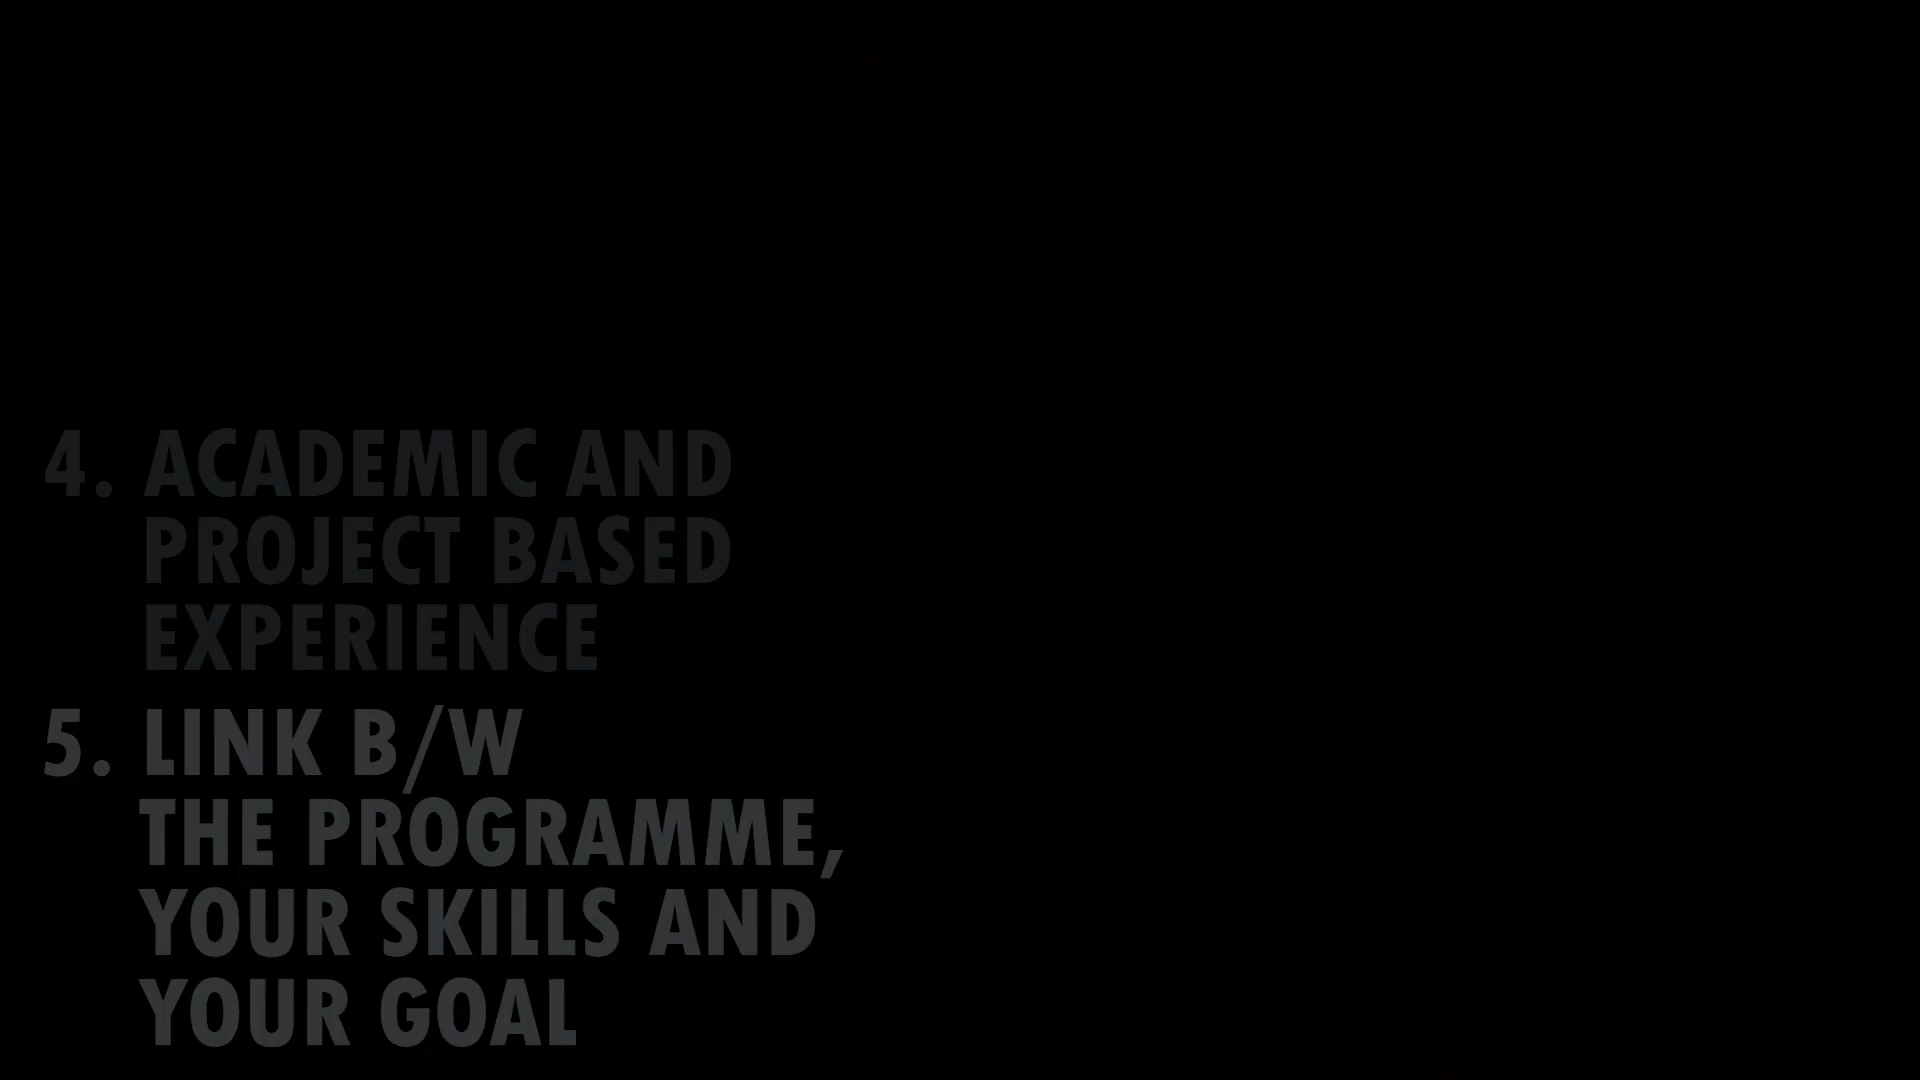 4. ACADEMIC AND
PROJECT BASED
EXPERIENCE
5. LINK B/W
THE PROGRAMME,
YOUR SKILLS AND
YOUR GOAL